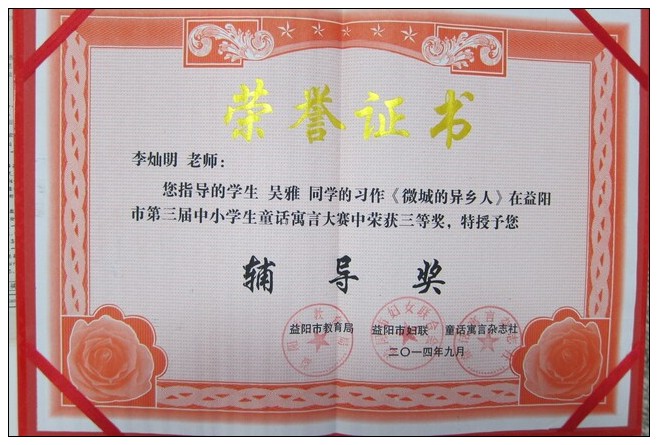 荣誉证书
李灿明 老师：
您指导的学生 吴雅 同学的习作《微城的异乡人》在益阳
市第三届中小学生童话寓言大赛中荣获三等奖，特授予您
辅导奖
益阳市教育局 益阳市妇联 童话寓言杂志社
二〇一四年九月